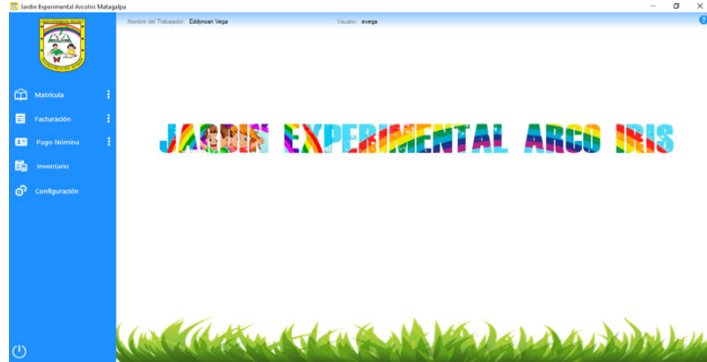 Jardin Experimental ArcoIris Matagalpa
Nombre del Trabajador: Eddynoan Vega Usuario: evega
Matrícula
Facturación
Pago Nómina
Inventario
Configuración
JARDIN EXPERIMENTAL ARCO IRIS